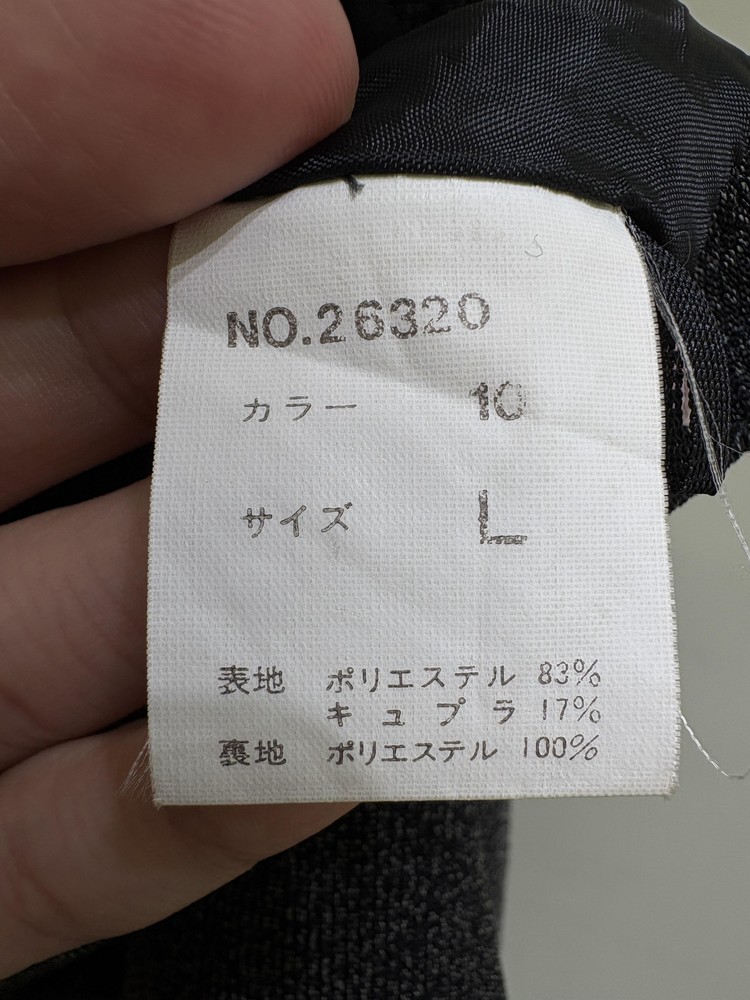 NO.26320
カラー 10
サイズ L
表地 ポリエステル 83%
キュプラ 17%
裏地 ポリエステル 100%